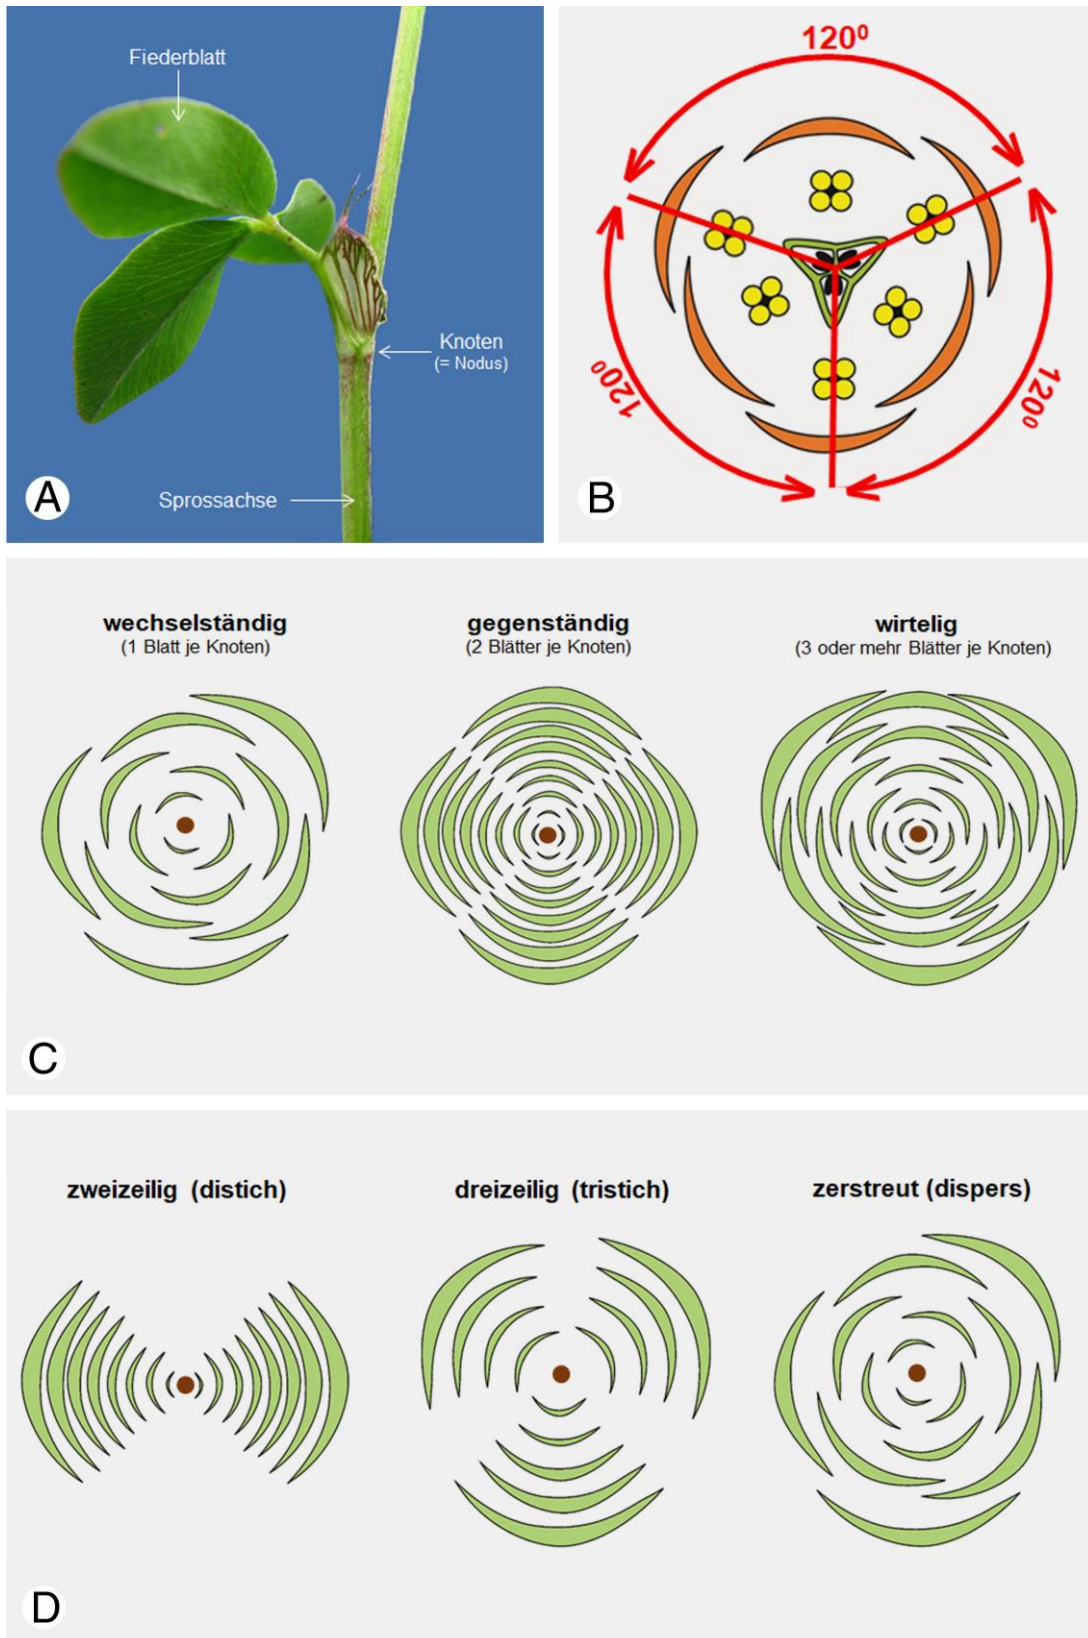 Fiederblatt
Knoten
(= Nodus)
Sprossachse
A
120⁰
120⁰
120⁰
B
wechselständig
(1 Blatt je Knoten)
gegenständig
(2 Blätter je Knoten)
wirtelig
(3 oder mehr Blätter je Knoten)
C
zweizeilig (distich)
dreizeilig (tristich)
zerstreut (dispers)
D